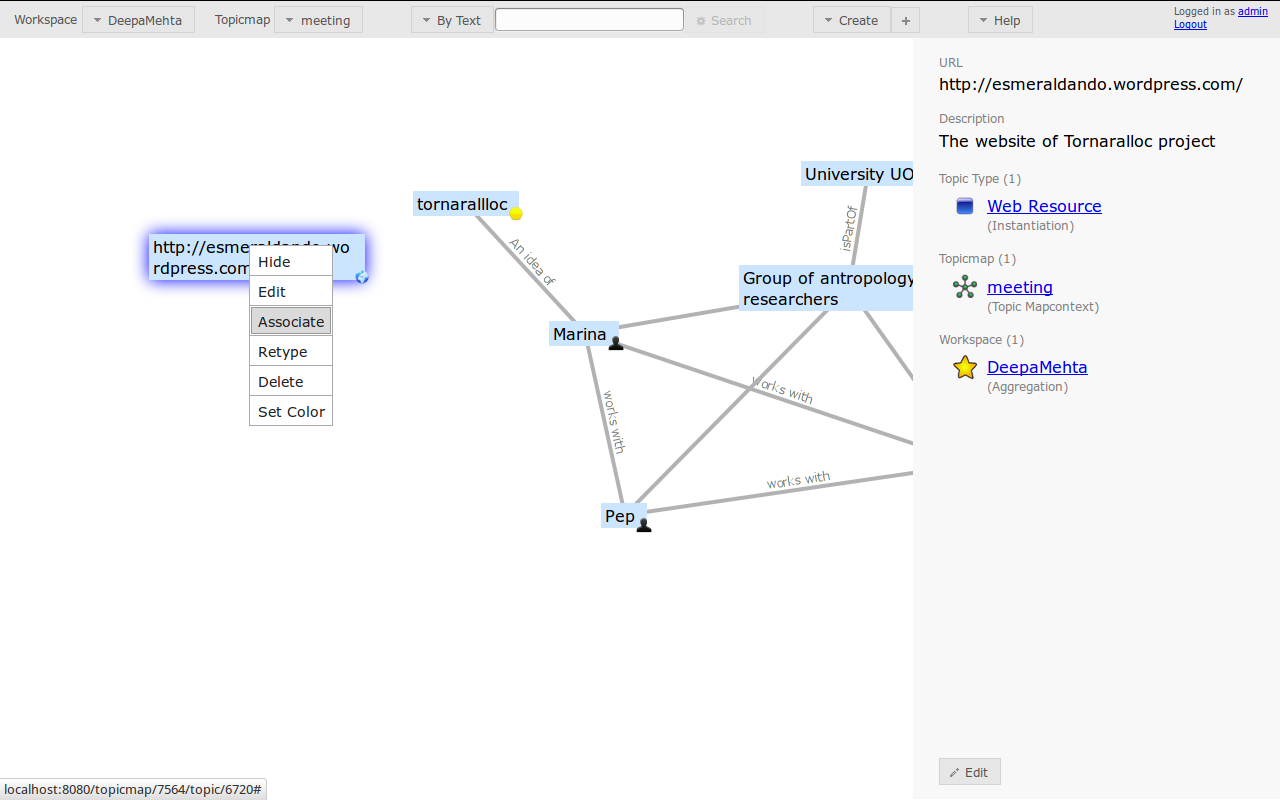 Workspace DeepaMehta Topicmap meeting By Text Search Create + Help Logged in as admin
Logout
URL
http://esmeraldando.wordpress.com/
Description
The website of Tornaralloc project
Topic Type (1)
Web Resource
(Instantiation)
Topicmap (1)
meeting
(Topic Mapcontext)
Workspace (1)
DeepaMehta
(Aggregation)
Edit
University UO
isPartOf
tornarallloc
An idea of
http://esmeraldando.wo
rdpress.com
Hide
Edit
Associate
Retype
Delete
Set Color
Group of antropology
researchers
Marina
works with
works with
works with
Pep
localhost:8080/topicmap/7564/topic/6720#